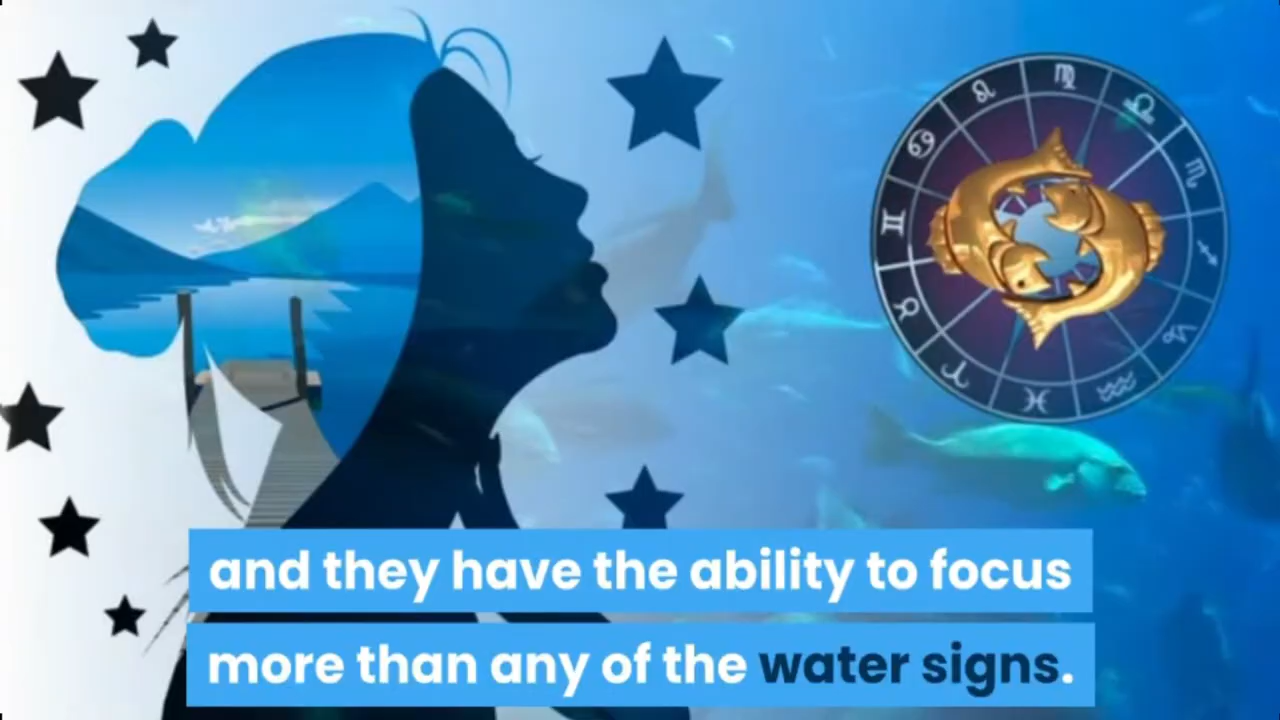 and they have the ability to focus
more than any of the water signs.